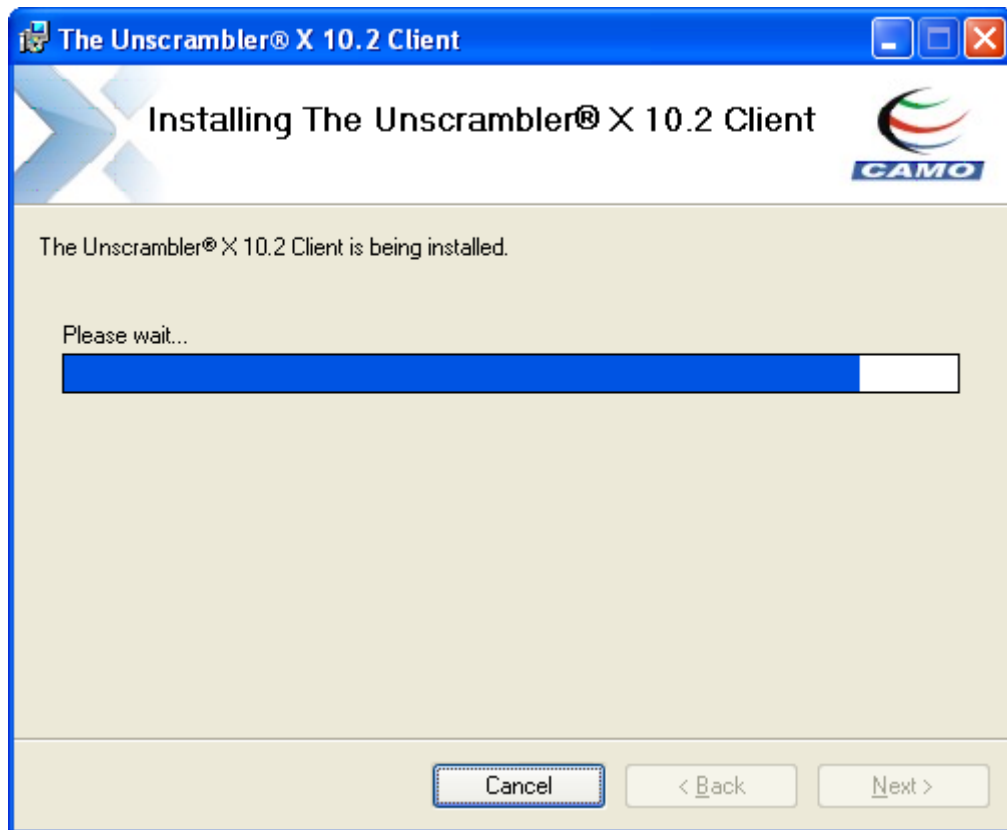 The Unscrambler® X 10.2 Client
Installing The Unscrambler® X 10.2 Client
CAMO
The Unscrambler® X 10.2 Client is being installed.
Please wait...
Cancel
< Back
Next >